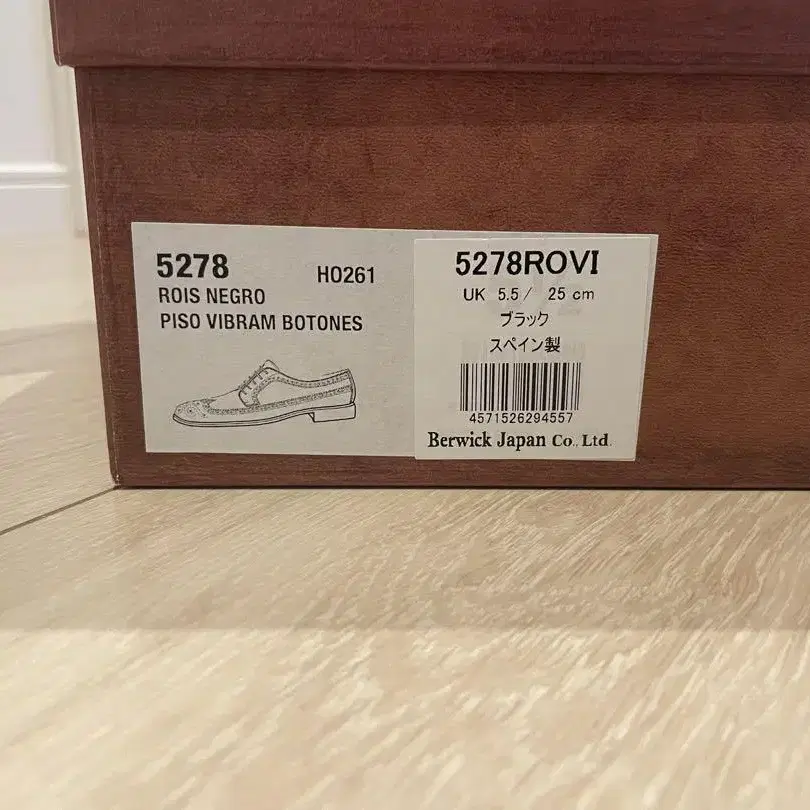 5278 HO261
ROIS NEGRO
PISO VIBRAM BOTONES
5278ROVI
UK 5.5 / 25 cm
ブラック
スペイン製
4571526294557
Berwick Japan Co., Ltd.